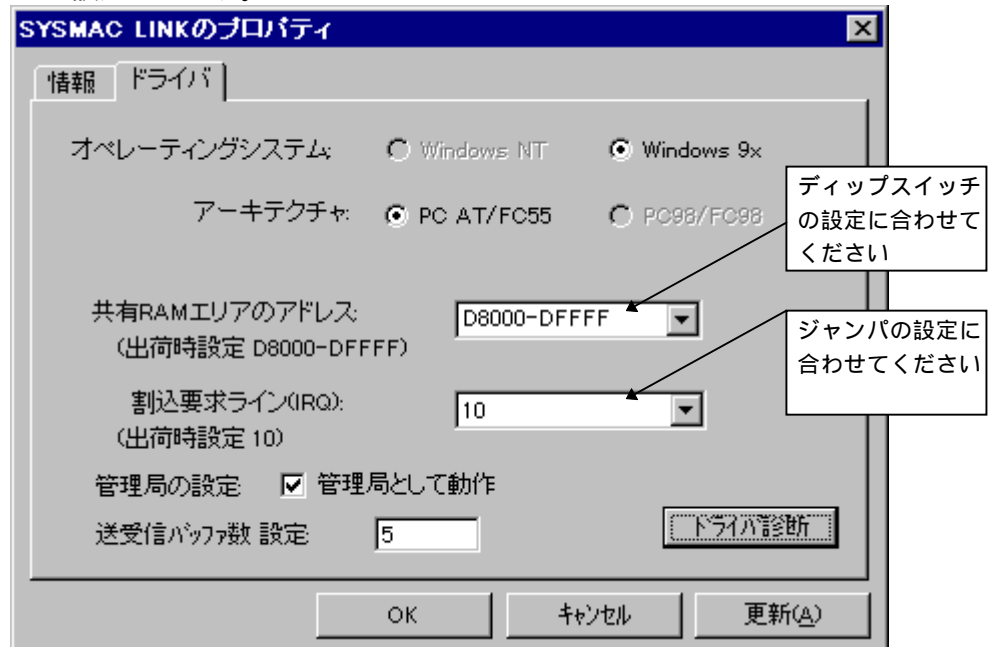 SYSMAC LINKのプロパティ
情報 ドライバ
オペレーティングシステム: Windows NT Windows 9x
アーキテクチャ: PC AT/FC55 PC98/FC98
ディップスイッチ
の設定に合わせて
ください
共有RAMエリアのアドレス: D8000-DFFFF
(出荷時設定 D8000-DFFFF)
ジャンパの設定に
合わせてください
割込要求ライン(IRQ): 10
(出荷時設定 10)
管理局の設定: 管理局として動作
送受信バッファ数 設定: 5
ドライバ診断
OK キャンセル 更新(A)